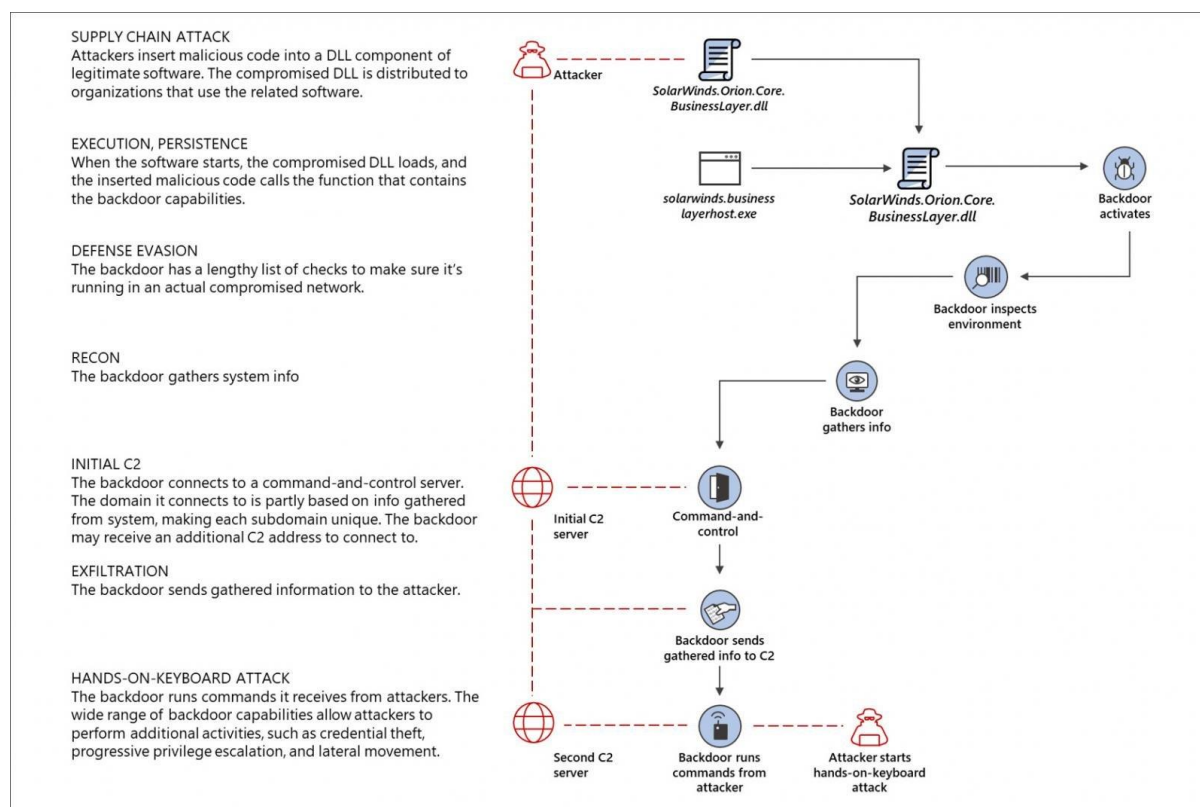 SUPPLY CHAIN ATTACK
Attackers insert malicious code into a DLL component of
legitimate software. The compromised DLL is distributed to
organizations that use the related software.
Attacker
SolarWinds.Orion.Core.
BusinessLayer.dll
EXECUTION, PERSISTENCE
When the software starts, the compromised DLL loads, and
the inserted malicious code calls the function that contains
the backdoor capabilities.
solarwinds.business
layerhost.exe
SolarWinds.Orion.Core.
BusinessLayer.dll
Backdoor
activates
DEFENSE EVASION
The backdoor has a lengthy list of checks to make sure it's
running in an actual compromised network.
Backdoor inspects
environment
RECON
The backdoor gathers system info
Backdoor
gathers info
INITIAL C2
The backdoor connects to a command-and-control server.
The domain it connects to is partly based on info gathered
from system, making each subdomain unique. The backdoor
may receive an additional C2 address to connect to.
Initial C2
server
Command-and-
control
EXFILTRATION
The backdoor sends gathered information to the attacker.
Backdoor sends
gathered info to C2
HANDS-ON-KEYBOARD ATTACK
The backdoor runs commands it receives from attackers. The
wide range of backdoor capabilities allow attackers to
perform additional activities, such as credential theft,
progressive privilege escalation, and lateral movement.
Second C2
server
Backdoor runs
commands from
attacker
Attacker starts
hands-on-keyboard
attack